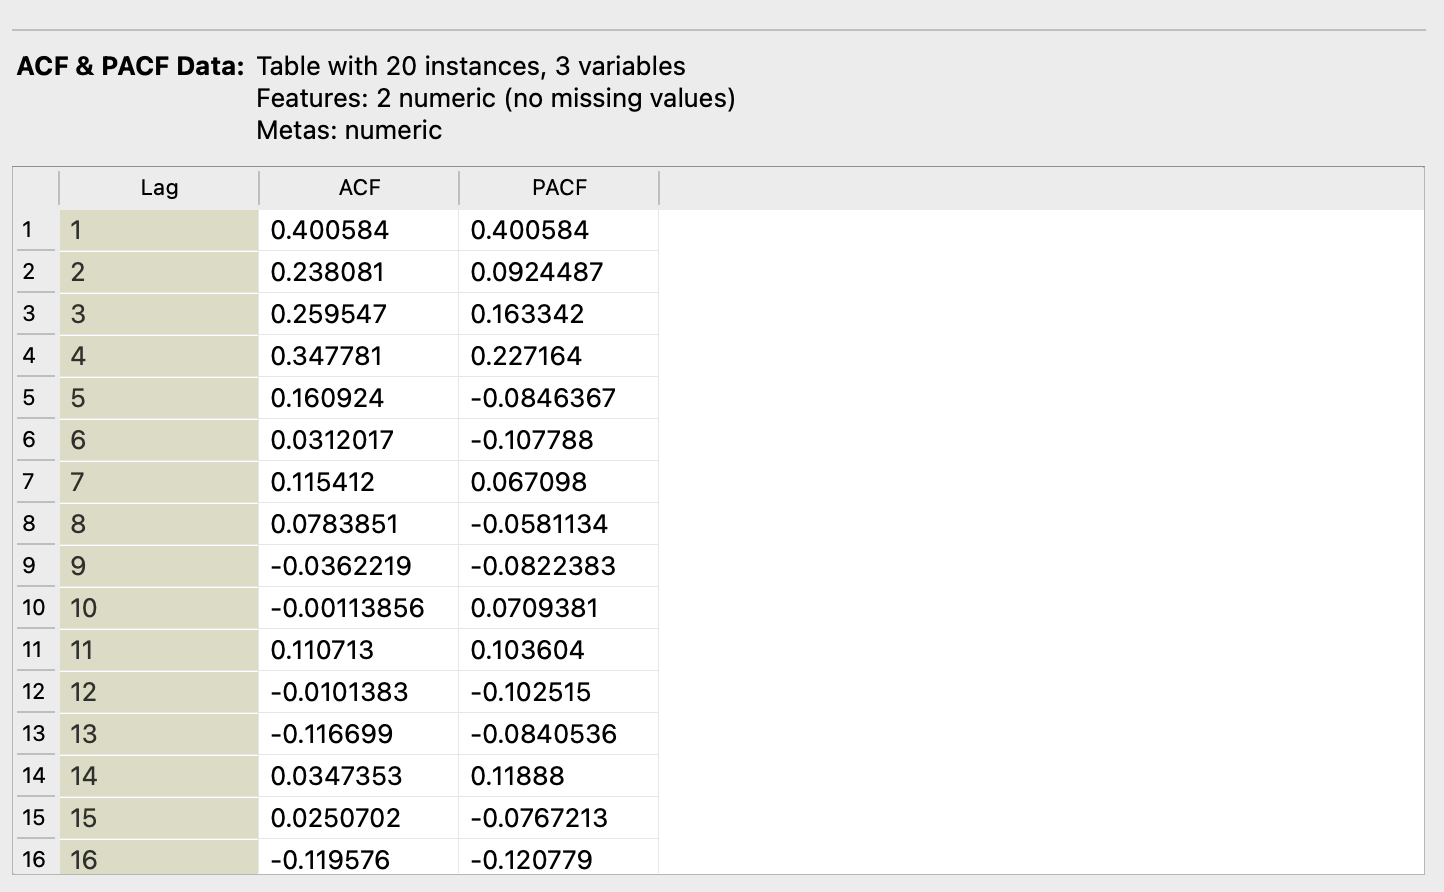 ACF & PACF Data: Table with 20 instances, 3 variables
Features: 2 numeric (no missing values)
Metas: numeric
Lag ACF PACF
1 1 0.400584 0.400584
2 2 0.238081 0.0924487
3 3 0.259547 0.163342
4 4 0.347781 0.227164
5 5 0.160924 -0.0846367
6 6 0.0312017 -0.107788
7 7 0.115412 0.067098
8 8 0.0783851 -0.0581134
9 9 -0.0362219 -0.0822383
10 10 -0.00113856 0.0709381
11 11 0.110713 0.103604
12 12 -0.0101383 -0.102515
13 13 -0.116699 -0.0840536
14 14 0.0347353 0.11888
15 15 0.0250702 -0.0767213
16 16 -0.119576 -0.120779